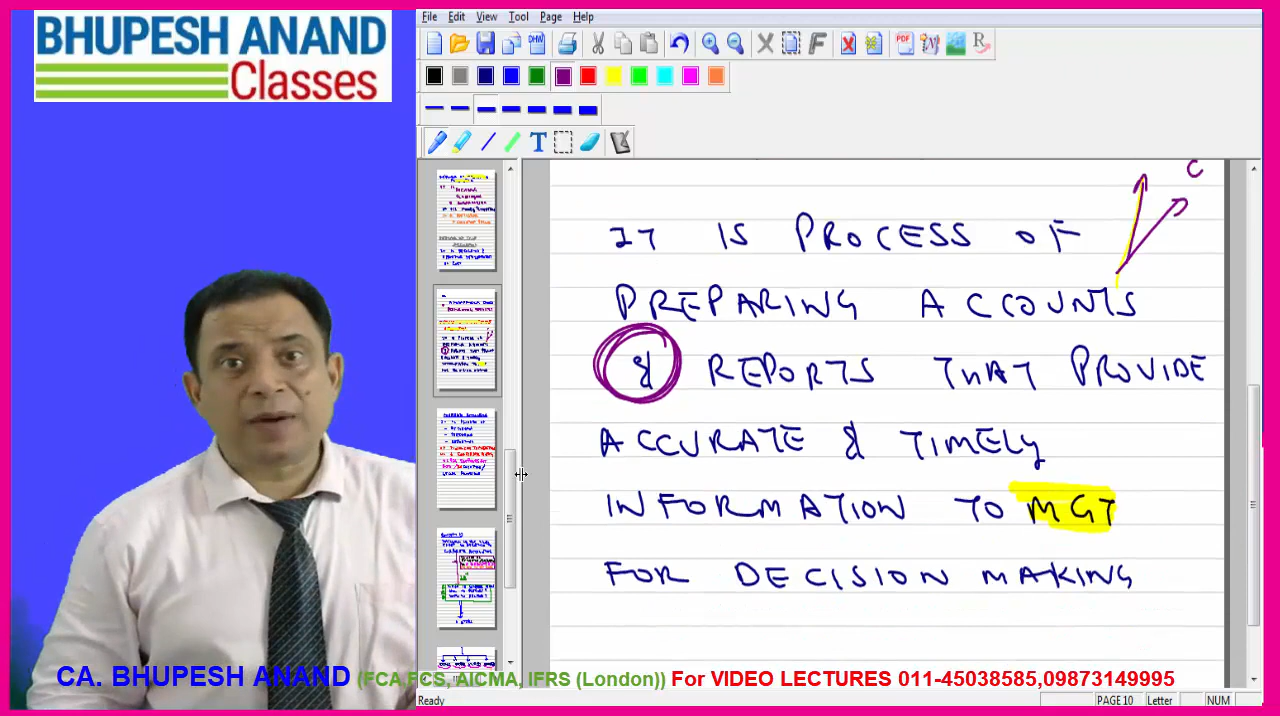 BHUPESH ANAND
Classes
File Edit View Tool Page Help
C
IT IS PROCESS OF
PREPARING ACCOUNTS
& REPORTS THAT PROVIDE
ACCURATE & TIMELY
INFORMATION TO MGT
FOR DECISION MAKING
CA. BHUPESH ANAND (FCA FCS, AICMA, IFRS (London)) For VIDEO LECTURES 011-45038585,09873149995
Ready PAGE10 Letter NUM